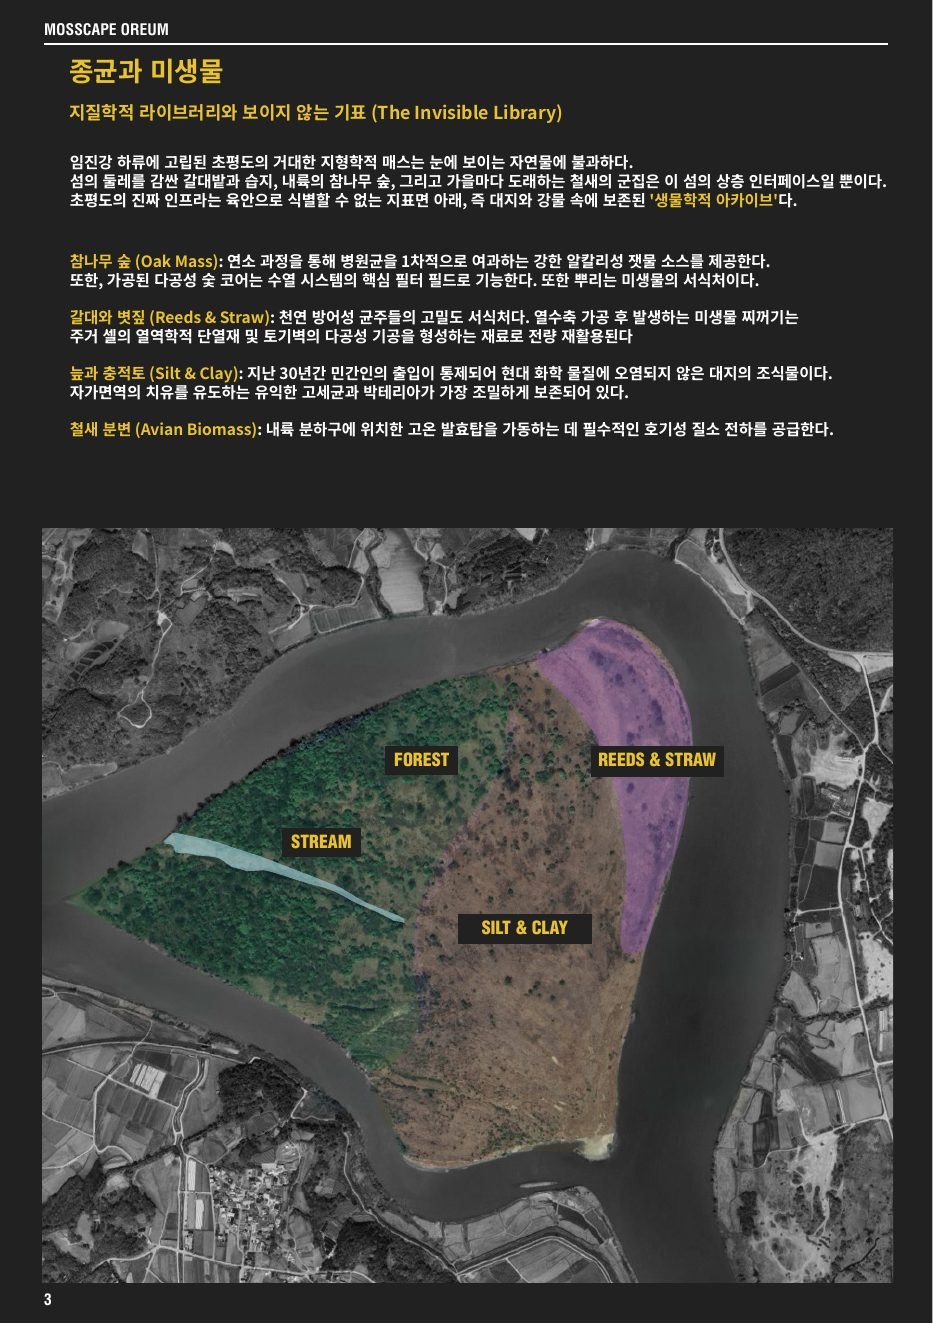 MOSSCAPE OREUM
종균과 미생물
지질학적 라이브러리와 보이지 않는 기표 (The Invisible Library)
임진강 하류에 고립된 초평도의 거대한 지형학적 매스는 눈에 보이는 자연물에 불과하다.
섬의 둘레를 감싼 갈대밭과 습지, 내륙의 참나무 숲, 그리고 가을마다 도래하는 철새의 군집은 이 섬의 상층 인터페이스일 뿐이다.
초평도의 진짜 인프라는 육안으로 식별할 수 없는 지표면 아래, 즉 대지와 강물 속에 보존된 '생물학적 아카이브'다.
참나무 숲 (Oak Mass): 연소 과정을 통해 병원균을 1차적으로 여과하는 강한 알칼리성 잿물 소스를 제공한다.
또한, 가공된 다공성 숯 코어는 수열 시스템의 핵심 필터 필드로 기능한다. 또한 뿌리는 미생물의 서식처이다.
갈대와 볏짚 (Reeds & Straw): 천연 방어성 균주들의 고밀도 서식처다. 열수축 가공 후 발생하는 미생물 찌꺼기는
주거 셀의 열역학적 단열재 및 토기벽의 다공성 기공을 형성하는 재료로 전량 재활용된다
늪과 충적토 (Silt & Clay): 지난 30년간 민간인의 출입이 통제되어 현대 화학 물질에 오염되지 않은 대지의 조식물이다.
자가면역의 치유를 유도하는 유익한 고세균과 박테리아가 가장 조밀하게 보존되어 있다.
철새 분변 (Avian Biomass): 내륙 분하구에 위치한 고온 발효탑을 가동하는 데 필수적인 호기성 질소 전하를 공급한다.
FOREST
REEDS & STRAW
STREAM
SILT & CLAY
3